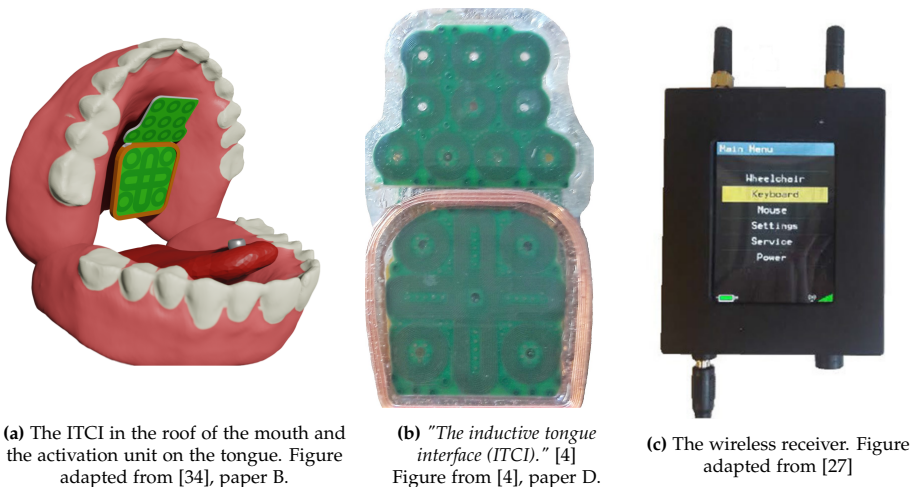 Main Menu
Wheelchair
Keyboard
Mouse
Settings
Service
Power
(a) The ITCI in the roof of the mouth and
the activation unit on the tongue. Figure
adapted from [34], paper B.
(b) "The inductive tongue
interface (ITCI)." [4]
Figure from [4], paper D.
(c) The wireless receiver. Figure
adapted from [27]